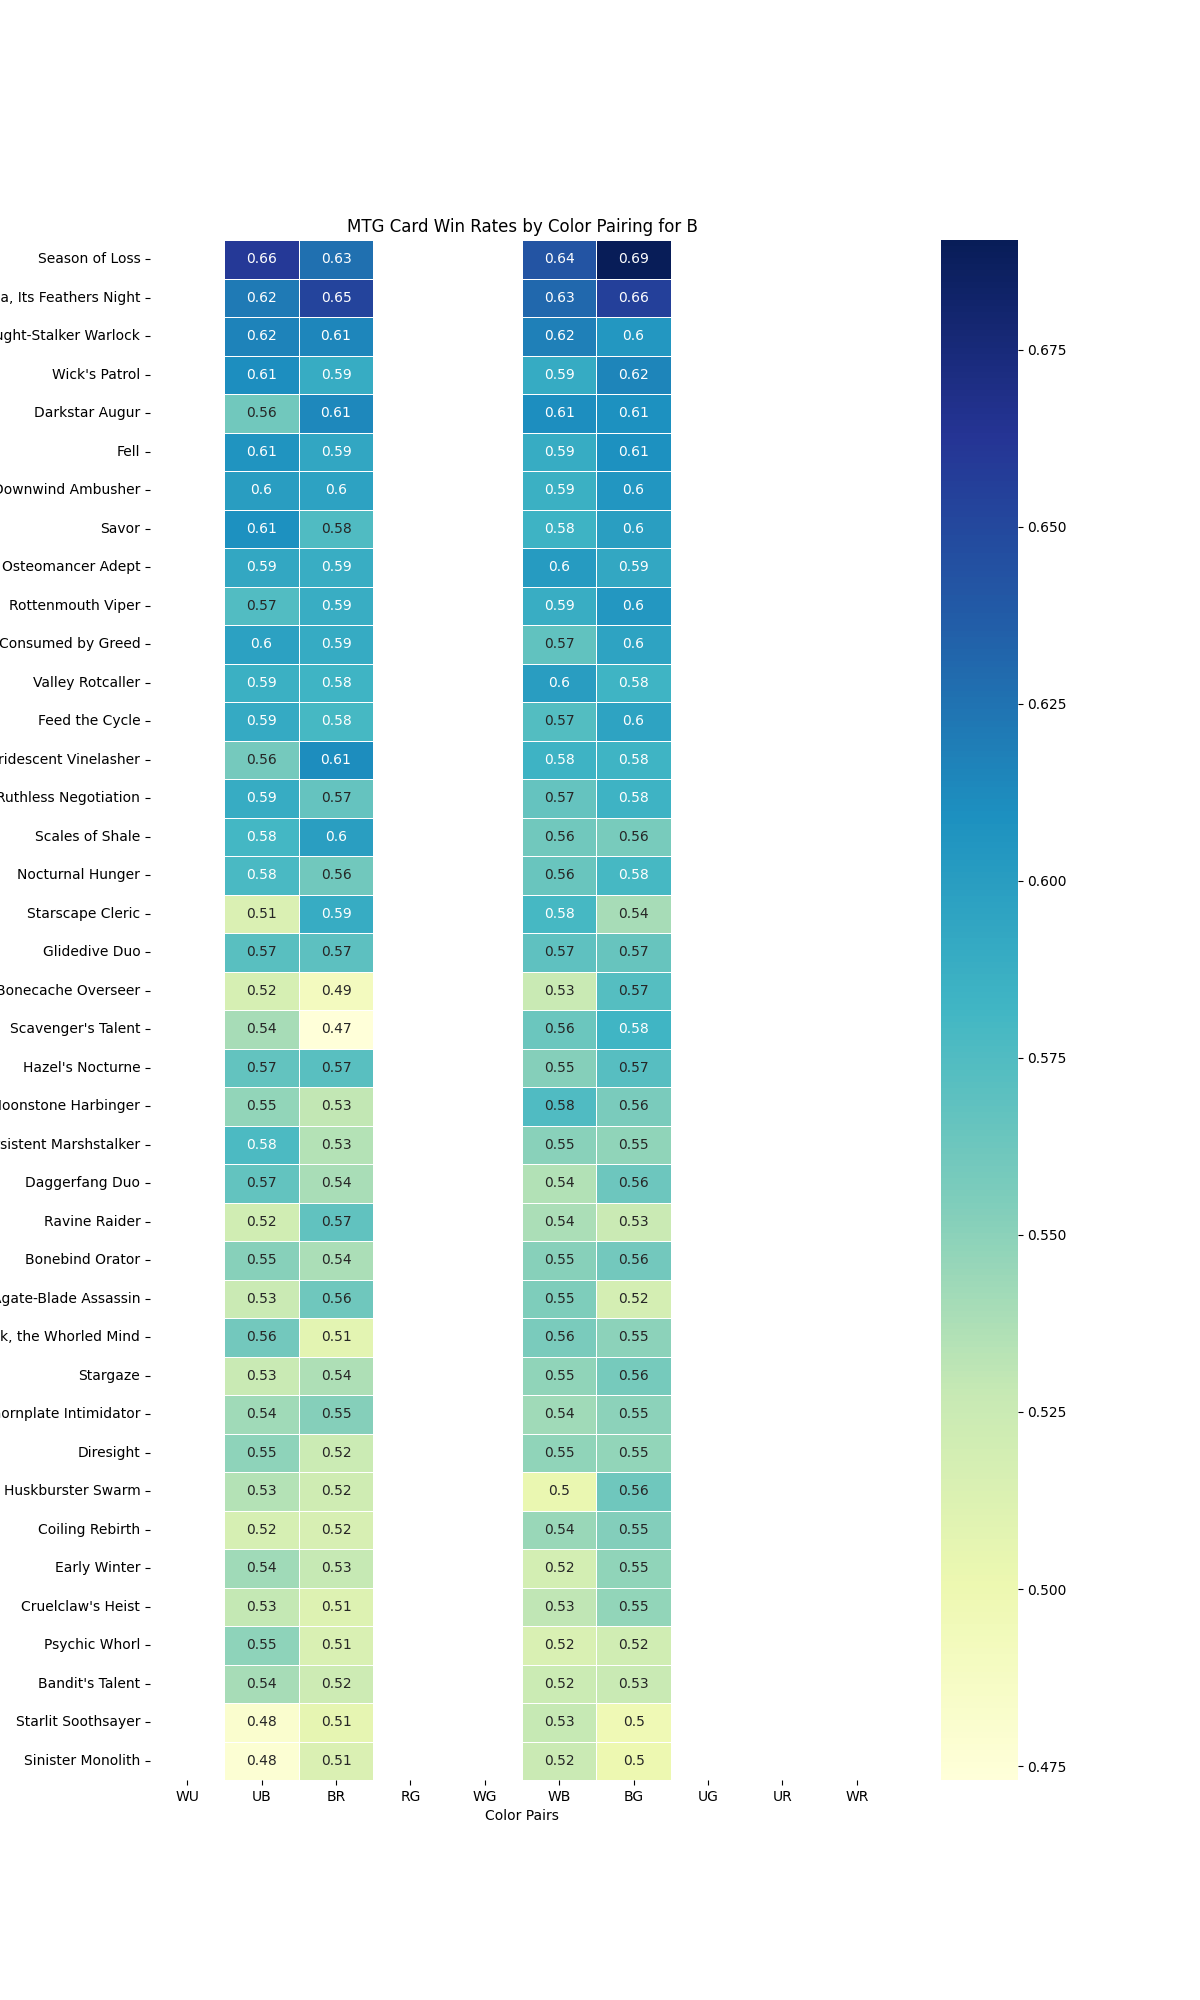 MTG Card Win Rates by Color Pairing for B
Season of Loss 0.66 0.63 0.64 0.69
a, Its Feathers Night 0.62 0.65 0.63 0.66
ught-Stalker Warlock 0.62 0.61 0.62 0.6
Wick's Patrol 0.61 0.59 0.59 0.62
Darkstar Augur 0.56 0.61 0.61 0.61
Fell 0.61 0.59 0.59 0.61
Downwind Ambusher 0.6 0.6 0.59 0.6
Savor 0.61 0.58 0.58 0.6
Osteomancer Adept 0.59 0.59 0.6 0.59
Rottenmouth Viper 0.57 0.59 0.59 0.6
Consumed by Greed 0.6 0.59 0.57 0.6
Valley Rotcaller 0.59 0.58 0.6 0.58
Feed the Cycle 0.59 0.58 0.57 0.6
ridescent Vinelasher 0.56 0.61 0.58 0.58
Ruthless Negotiation 0.59 0.57 0.57 0.58
Scales of Shale 0.58 0.6 0.56 0.56
Nocturnal Hunger 0.58 0.56 0.56 0.58
Starscape Cleric 0.51 0.59 0.58 0.54
Glidedive Duo 0.57 0.57 0.57 0.57
Bonecache Overseer 0.52 0.49 0.53 0.57
Scavenger's Talent 0.54 0.47 0.56 0.58
Hazel's Nocturne 0.57 0.57 0.55 0.57
Moonstone Harbinger 0.55 0.53 0.58 0.56
sistent Marshstalker 0.58 0.53 0.55 0.55
Daggerfang Duo 0.57 0.54 0.54 0.56
Ravine Raider 0.52 0.57 0.54 0.53
Bonebind Orator 0.55 0.54 0.55 0.56
Agate-Blade Assassin 0.53 0.56 0.55 0.52
k, the Whorled Mind 0.56 0.51 0.56 0.55
Stargaze 0.53 0.54 0.55 0.56
ornplate Intimidator 0.54 0.55 0.54 0.55
Diresight 0.55 0.52 0.55 0.55
Huskburster Swarm 0.53 0.52 0.5 0.56
Coiling Rebirth 0.52 0.52 0.54 0.55
Early Winter 0.54 0.53 0.52 0.55
Cruelclaw's Heist 0.53 0.51 0.53 0.55
Psychic Whorl 0.55 0.51 0.52 0.52
Bandit's Talent 0.54 0.52 0.52 0.53
Starlit Soothsayer 0.48 0.51 0.53 0.5
Sinister Monolith 0.48 0.51 0.52 0.5
WU UB BR RG WG WB BG UG UR WR
Color Pairs
0.675
0.650
0.625
0.600
0.575
0.550
0.525
0.500
0.475